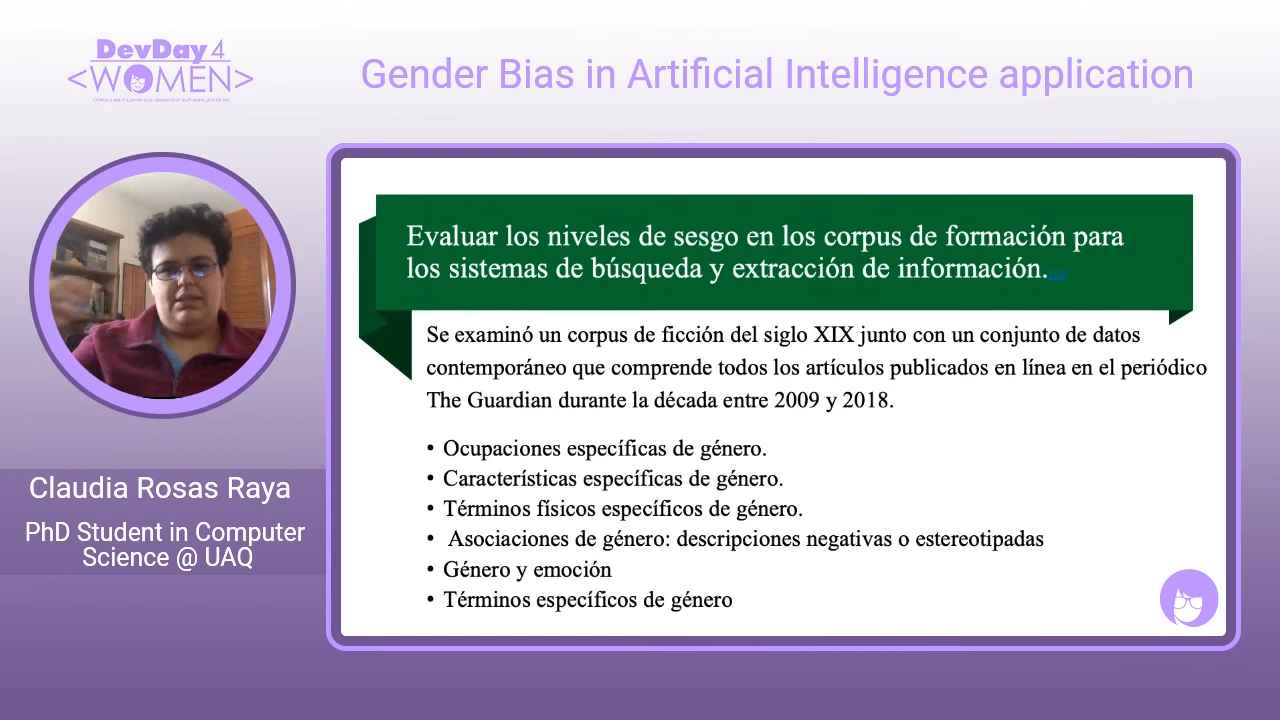 DevDay4
<WOMEN>
Gender Bias in Artificial Intelligence application
Evaluar los niveles de sesgo en los corpus de formación para
los sistemas de búsqueda y extracción de información.
Se examinó un corpus de ficción del siglo XIX junto con un conjunto de datos
contemporáneo que comprende todos los artículos publicados en línea en el periódico
The Guardian durante la década entre 2009 y 2018.
• Ocupaciones específicas de género.
• Características específicas de género.
• Términos físicos específicos de género.
• Asociaciones de género: descripciones negativas o estereotipadas
• Género y emoción
• Términos específicos de género
Claudia Rosas Raya
PhD Student in Computer
Science @ UAQ